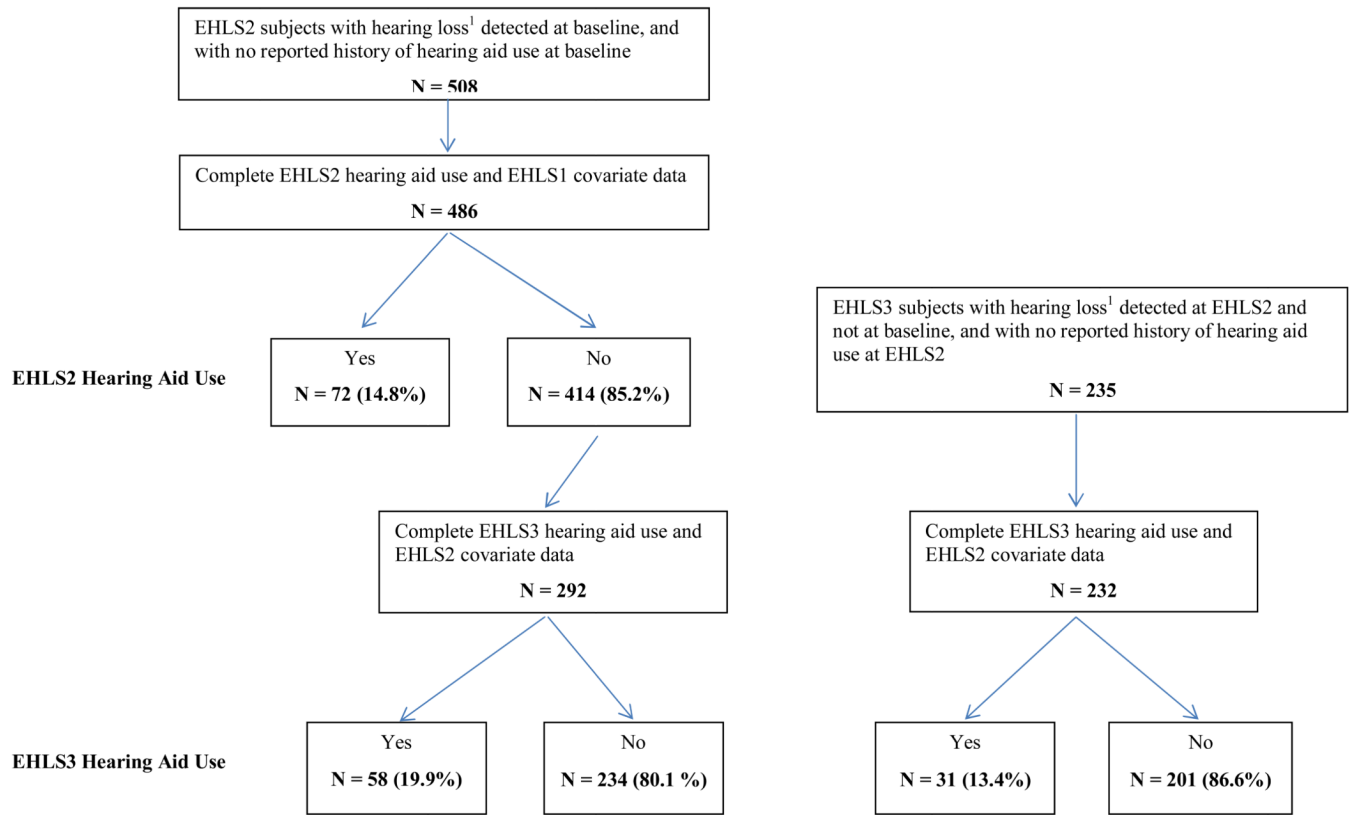 EHLS2 subjects with hearing loss1 detected at baseline, and
with no reported history of hearing aid use at baseline
N = 508
Complete EHLS2 hearing aid use and EHLS1 covariate data
N = 486
EHLS3 subjects with hearing loss1 detected at EHLS2 and
not at baseline, and with no reported history of hearing aid
use at EHLS2
N = 235
EHLS2 Hearing Aid Use
Yes
N = 72 (14.8%)
No
N = 414 (85.2%)
Complete EHLS3 hearing aid use and
EHLS2 covariate data
N = 292
Complete EHLS3 hearing aid use and
EHLS2 covariate data
N = 232
EHLS3 Hearing Aid Use
Yes
N = 58 (19.9%)
No
N = 234 (80.1 %)
Yes
N = 31 (13.4%)
No
N = 201 (86.6%)